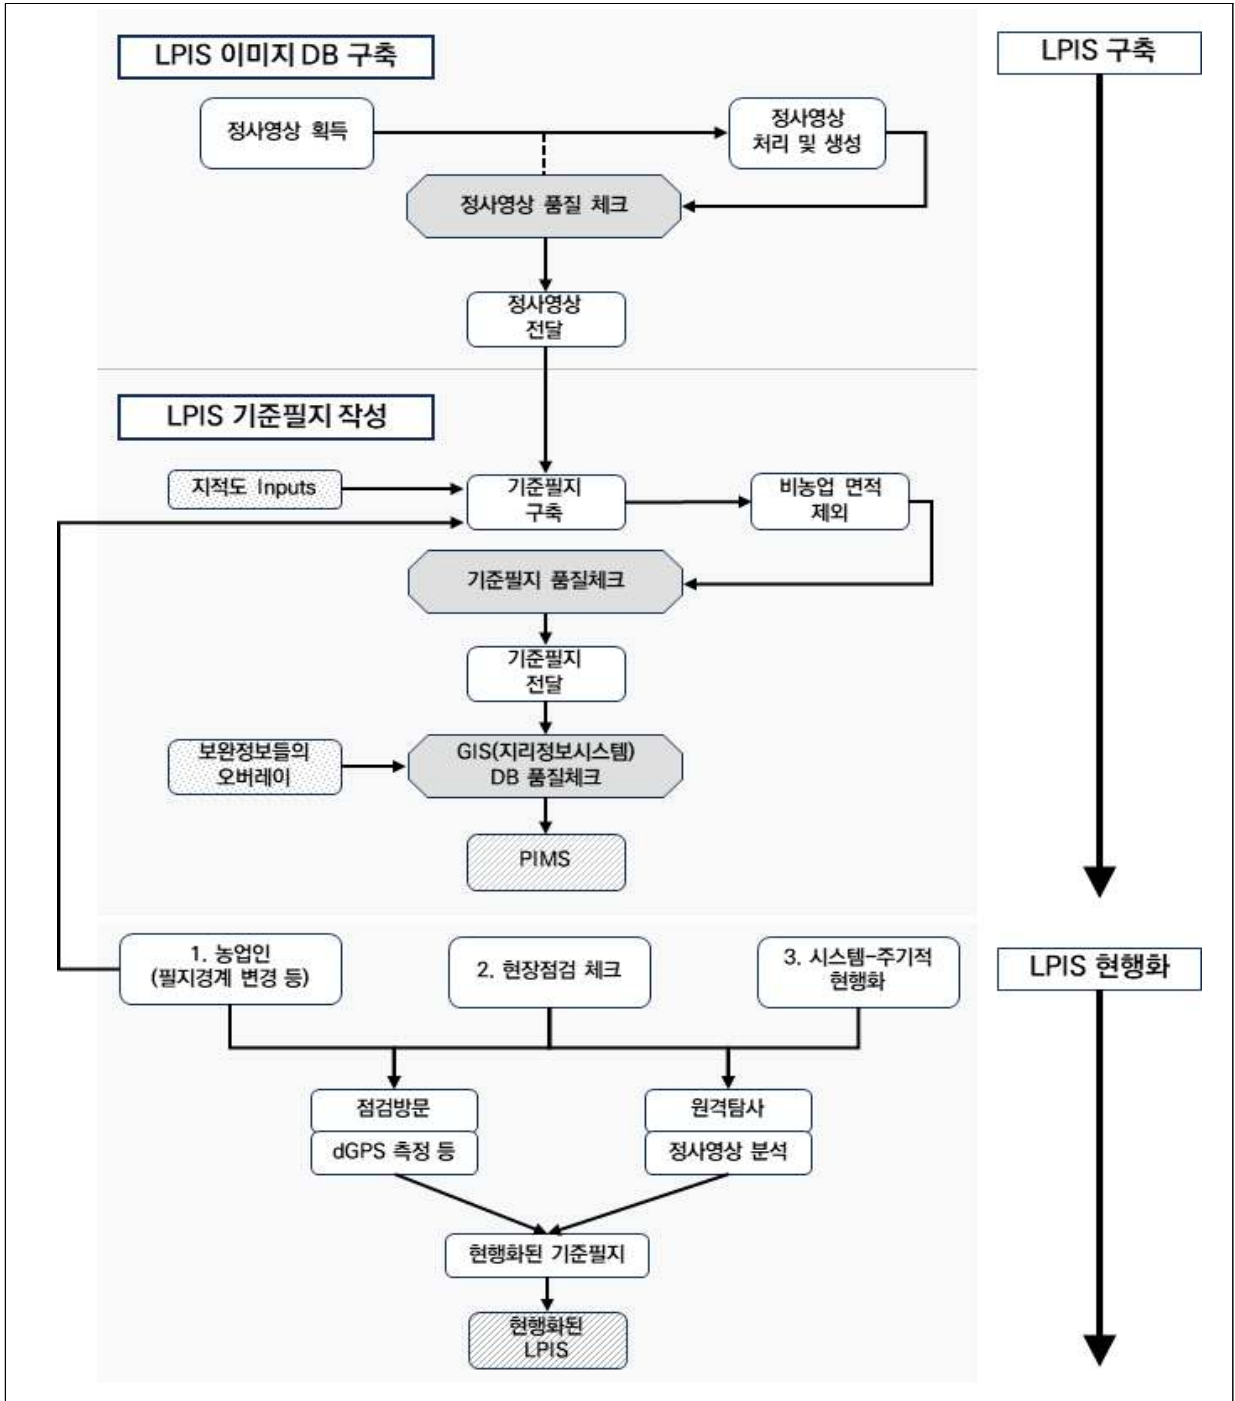 LPIS 이미지 DB 구축
LPIS 구축
정사영상 획득
정사영상
처리 및 생성
정사영상 품질 체크
정사영상
전달
LPIS 기준필지 작성
지적도 Inputs
기준필지
구축
비농업 면적
제외
기준필지 품질체크
기준필지
전달
보완정보들의
오버레이
GIS(지리정보시스템)
DB 품질체크
PIMS
1. 농업인
(필지경계 변경 등)
2. 현장점검 체크
3. 시스템-주기적
현행화
LPIS 현행화
점검방문
dGPS 측정 등
원격탐사
정사영상 분석
현행화된 기준필지
현행화된
LPIS